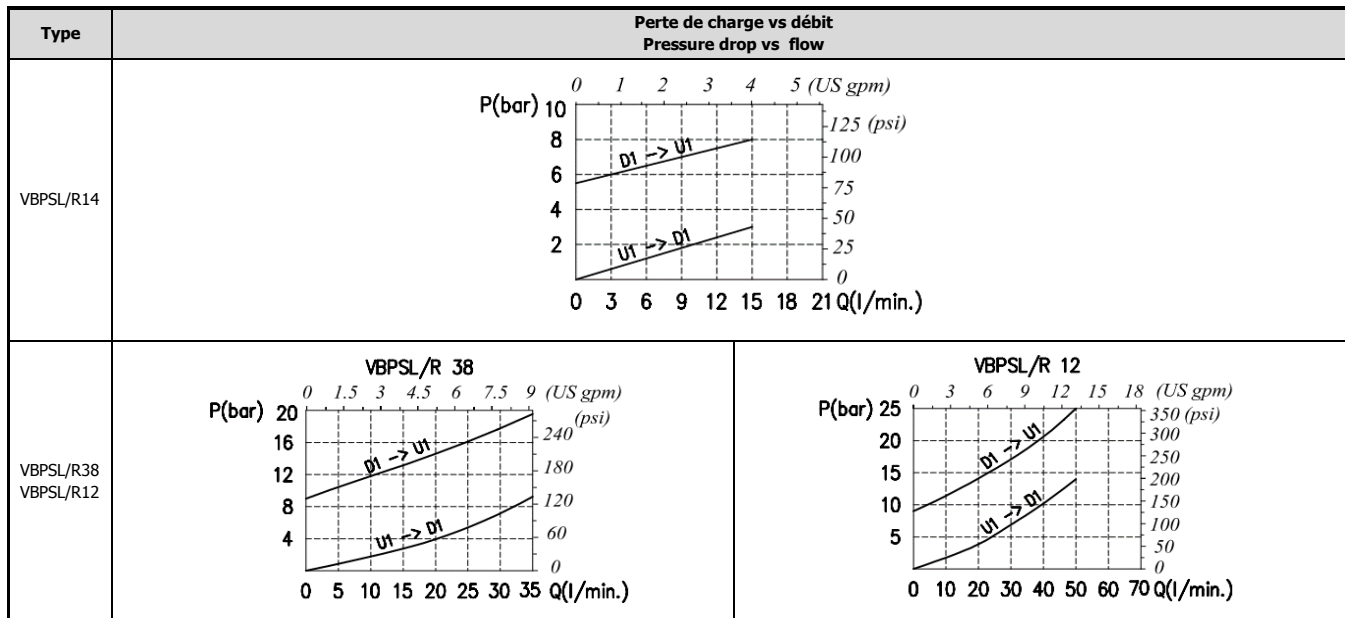 Type
Perte de charge vs débit
Pressure drop vs flow
VBPSL/R14
0 1 2 3 4 5 (US gpm)
P(bar)
10
8
6
4
2
125 (psi)
100
75
50
25
0
D1 -> U1
U1 -> D1
0 3 6 9 12 15 18 21 Q(l/min.)
VBPSL/R38
VBPSL/R12
VBPSL/R 38
0 1.5 3 4.5 6 7.5 9 (US gpm)
P(bar)
20
16
12
8
4
(psi)
240
180
120
60
0
D1 -> U1
U1 -> D1
0 5 10 15 20 25 30 35 Q(l/min.)
VBPSL/R 12
0 3 6 9 12 15 18 (US gpm)
P(bar)
25
20
15
10
5
350 (psi)
300
250
200
150
100
50
0
D1 -> U1
U1 -> D1
0 10 20 30 40 50 60 70 Q(l/min.)